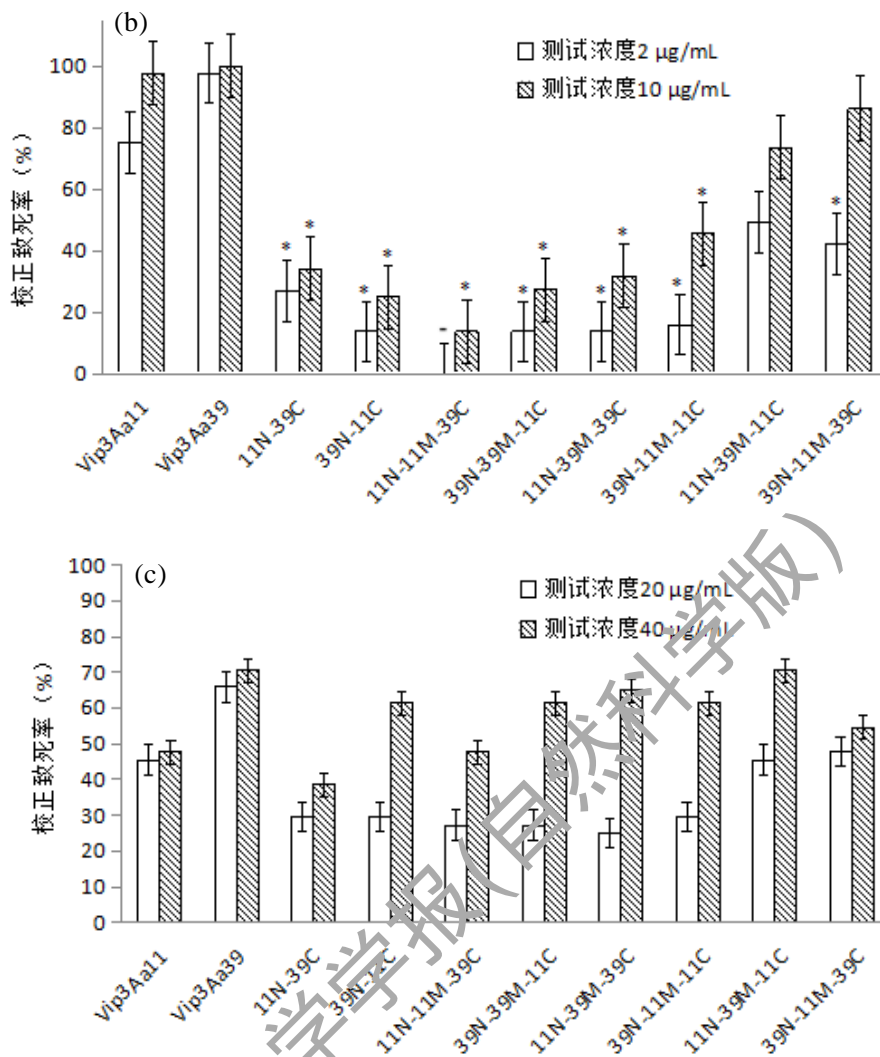 (b)
测试浓度2 μg/mL
测试浓度10 μg/mL
校正致死率（%）
100
80
60
40
20
0
* * * * - * * * * * * * *
Vip3Aa11
Vip3Aa39
11N-39C
39N-11C
11N-11M-39C
39N-39M-11C
11N-39M-39C
39N-11M-11C
11N-39M-11C
39N-11M-39C
(c)
测试浓度20 μg/mL
测试浓度40 μg/mL
校正致死率（%）
100
90
80
70
60
50
40
30
20
10
0
Vip3Aa11
Vip3Aa39
11N-39C
39N-11C
11N-11M-39C
39N-39M-11C
11N-39M-39C
39N-11M-11C
11N-39M-11C
39N-11M-39C
学学报(自然科学版)